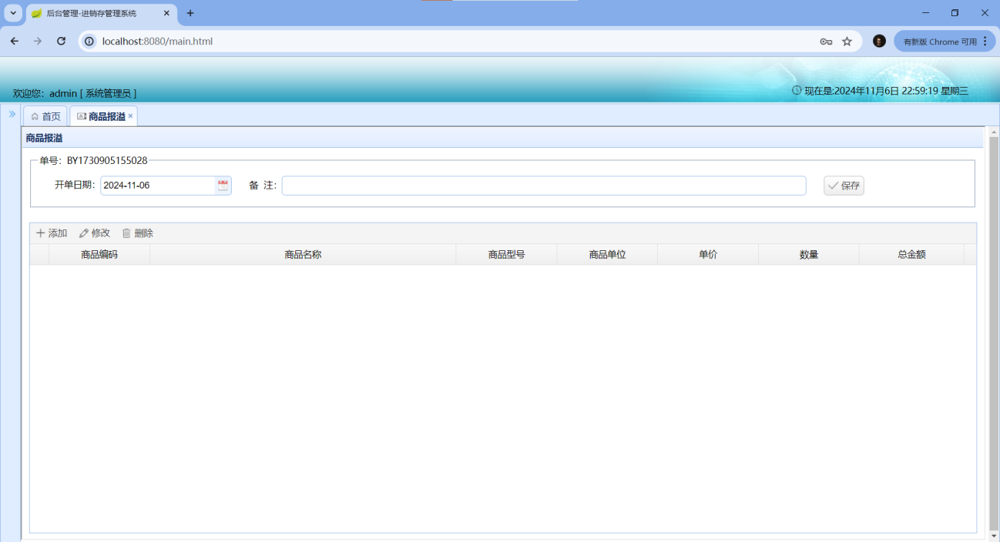 后台管理-进销存管理系统
localhost:8080/main.html
有新版 Chrome 可用
欢迎您：admin [ 系统管理员 ]
现在是:2024年11月6日 22:59:19 星期三
首页
商品报溢
商品报溢
单号：BY1730905155028
开单日期： 2024-11-06 备 注： 保存
添加 修改 删除
商品编码 商品名称 商品型号 商品单位 单价 数量 总金额